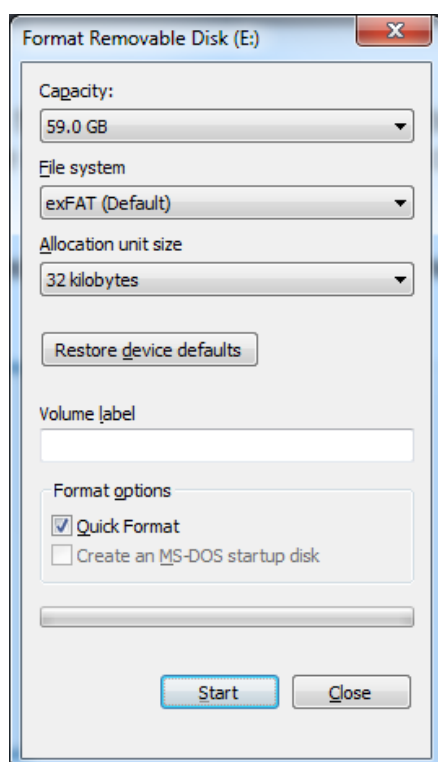 Format Removable Disk (E:)
Capacity:
59.0 GB
File system
exFAT (Default)
Allocation unit size
32 kilobytes
Restore device defaults
Volume label
Format options
Quick Format
Create an MS-DOS startup disk
Start
Close